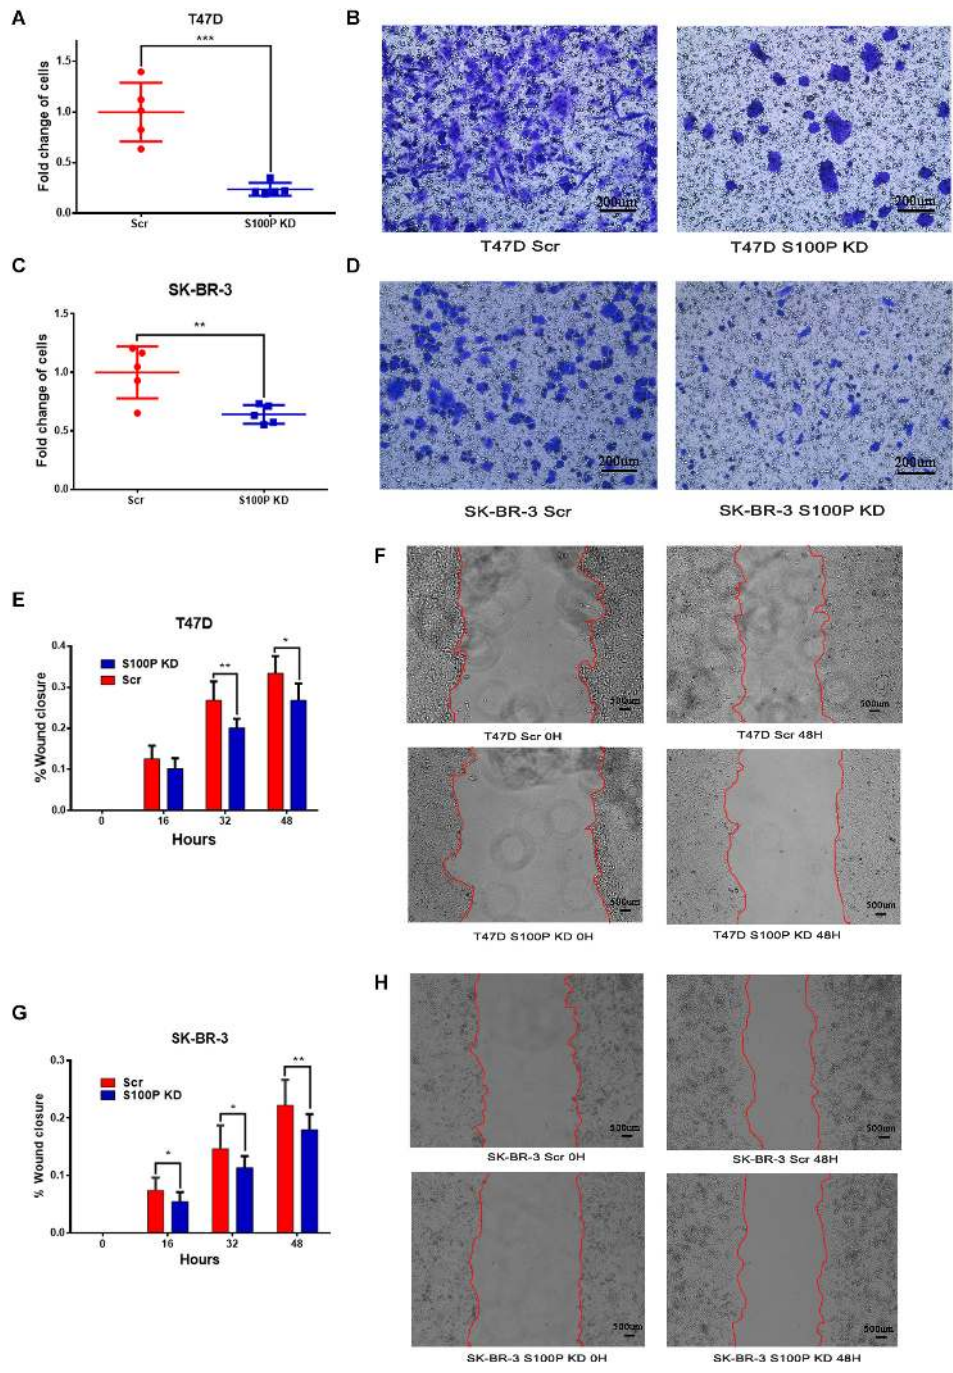 A
T47D
***
Fold change of cells
1.5
1.0
0.5
0.0
Scr
S100P KD
B
200um
200um
T47D Scr
T47D S100P KD
C
SK-BR-3
**
Fold change of cells
1.5
1.0
0.5
0.0
Scr
S100P KD
D
200um
200um
SK-BR-3 Scr
SK-BR-3 S100P KD
E
T47D
% Wound closure
0.4
0.3
0.2
0.1
0.0
S100P KD
Scr
**
*
0
16
32
48
Hours
F
500um
500um
T47D Scr 0H
T47D Scr 48H
500um
500um
T47D S100P KD 0H
T47D S100P KD 48H
G
SK-BR-3
% Wound closure
0.3
0.2
0.1
0.0
Scr
S100P KD
*
*
**
0
16
32
48
Hours
H
500um
500um
SK-BR-3 Scr 0H
SK-BR-3 Scr 48H
500um
500um
SK-BR-3 S100P KD 0H
SK-BR-3 S100P KD 48H